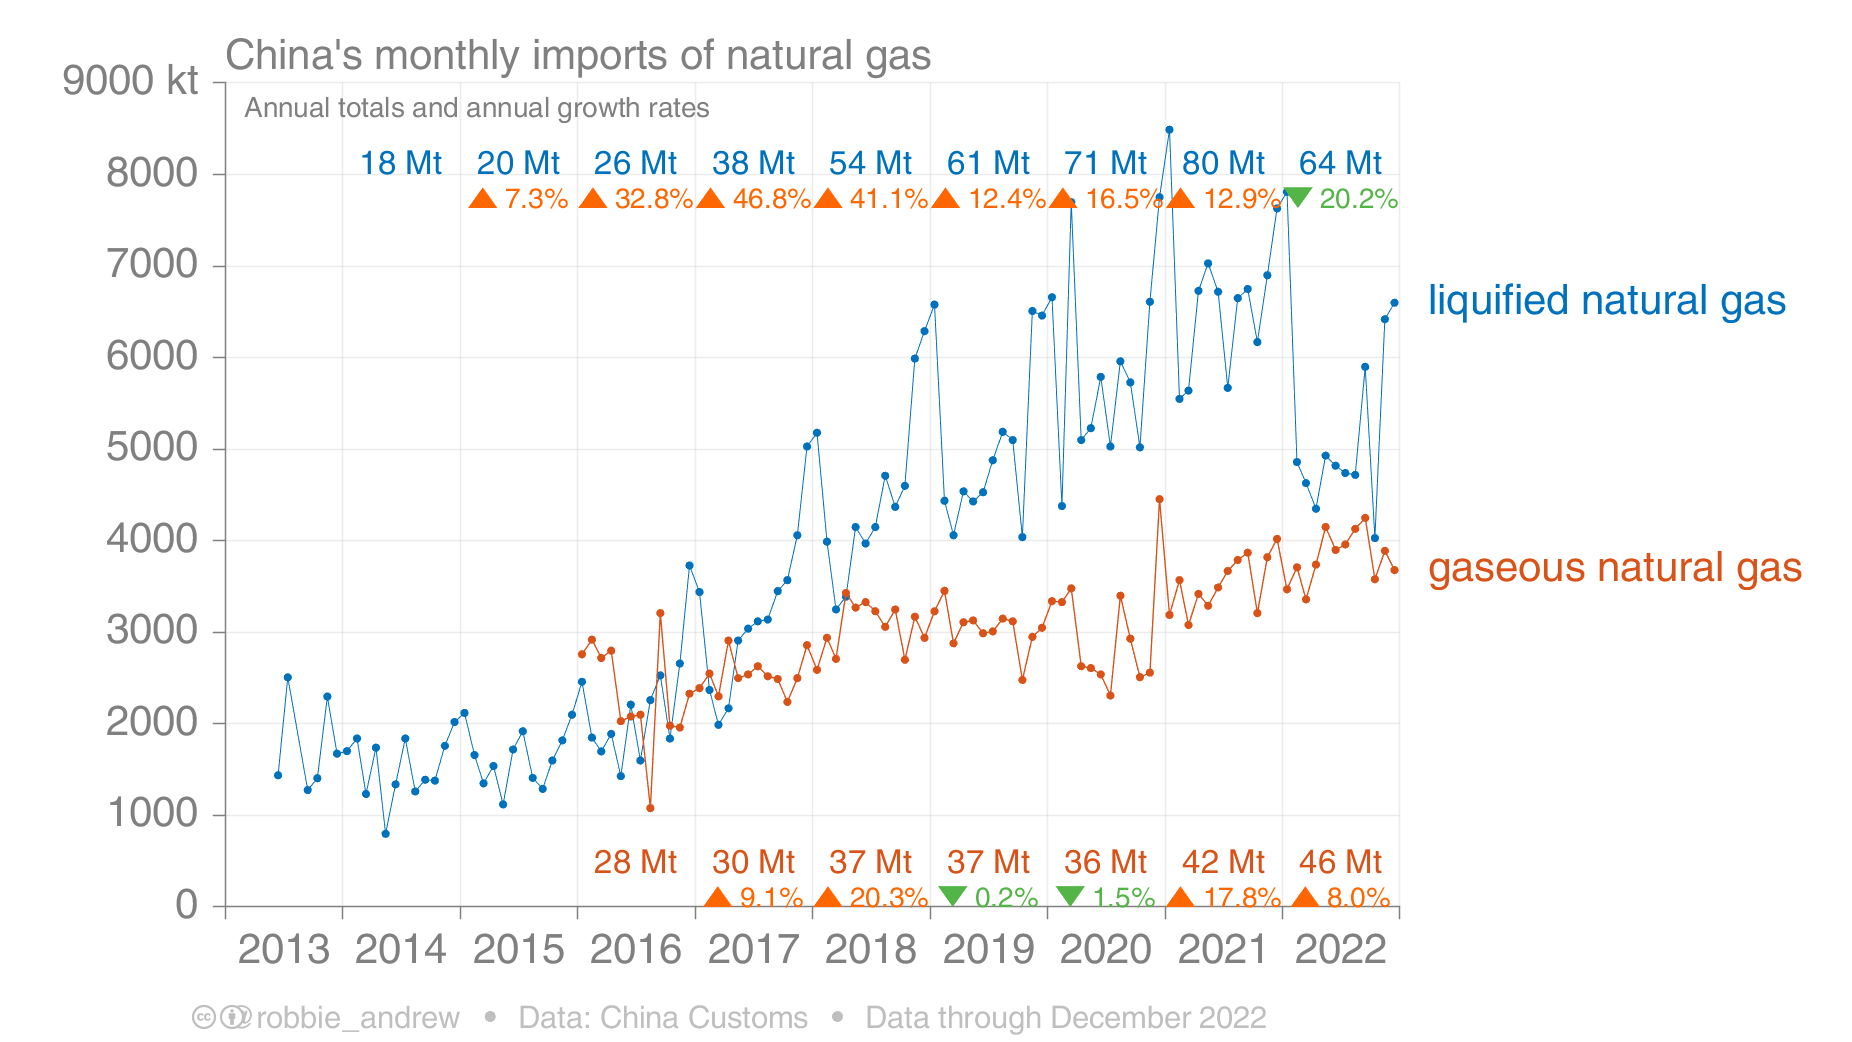 China's monthly imports of natural gas
9000 kt
Annual totals and annual growth rates
18 Mt 20 Mt 26 Mt 38 Mt 54 Mt 61 Mt 71 Mt 80 Mt 64 Mt
8000
7.3% 32.8% 46.8% 41.1% 12.4% 16.5% 12.9% 20.2%
7000
liquified natural gas
6000
5000
4000
gaseous natural gas
3000
2000
1000
28 Mt 30 Mt 37 Mt 37 Mt 36 Mt 42 Mt 46 Mt
9.1% 20.3% 0.2% 1.5% 17.8% 8.0%
0
2013 2014 2015 2016 2017 2018 2019 2020 2021 2022
cc @robbie_andrew • Data: China Customs • Data through December 2022